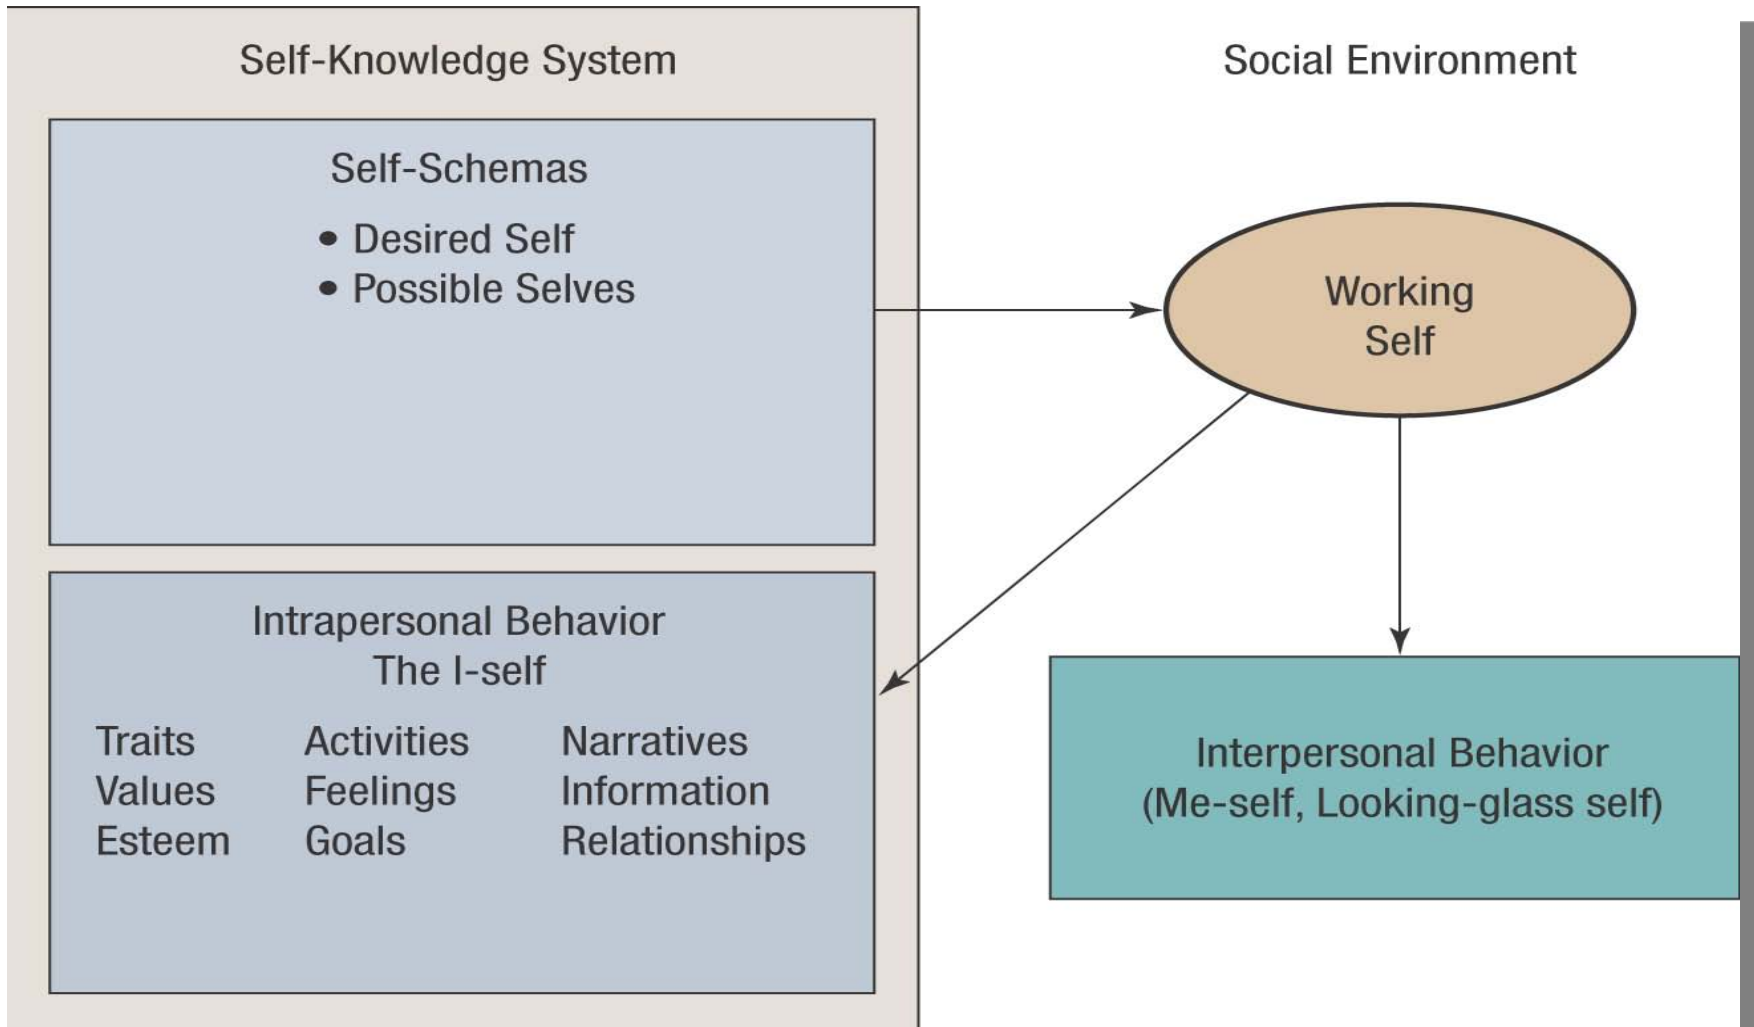 Self-Knowledge System
Self-Schemas
• Desired Self
• Possible Selves
Intrapersonal Behavior
The I-self
Traits
Values
Esteem
Activities
Feelings
Goals
Narratives
Information
Relationships
Social Environment
Working
Self
Interpersonal Behavior
(Me-self, Looking-glass self)